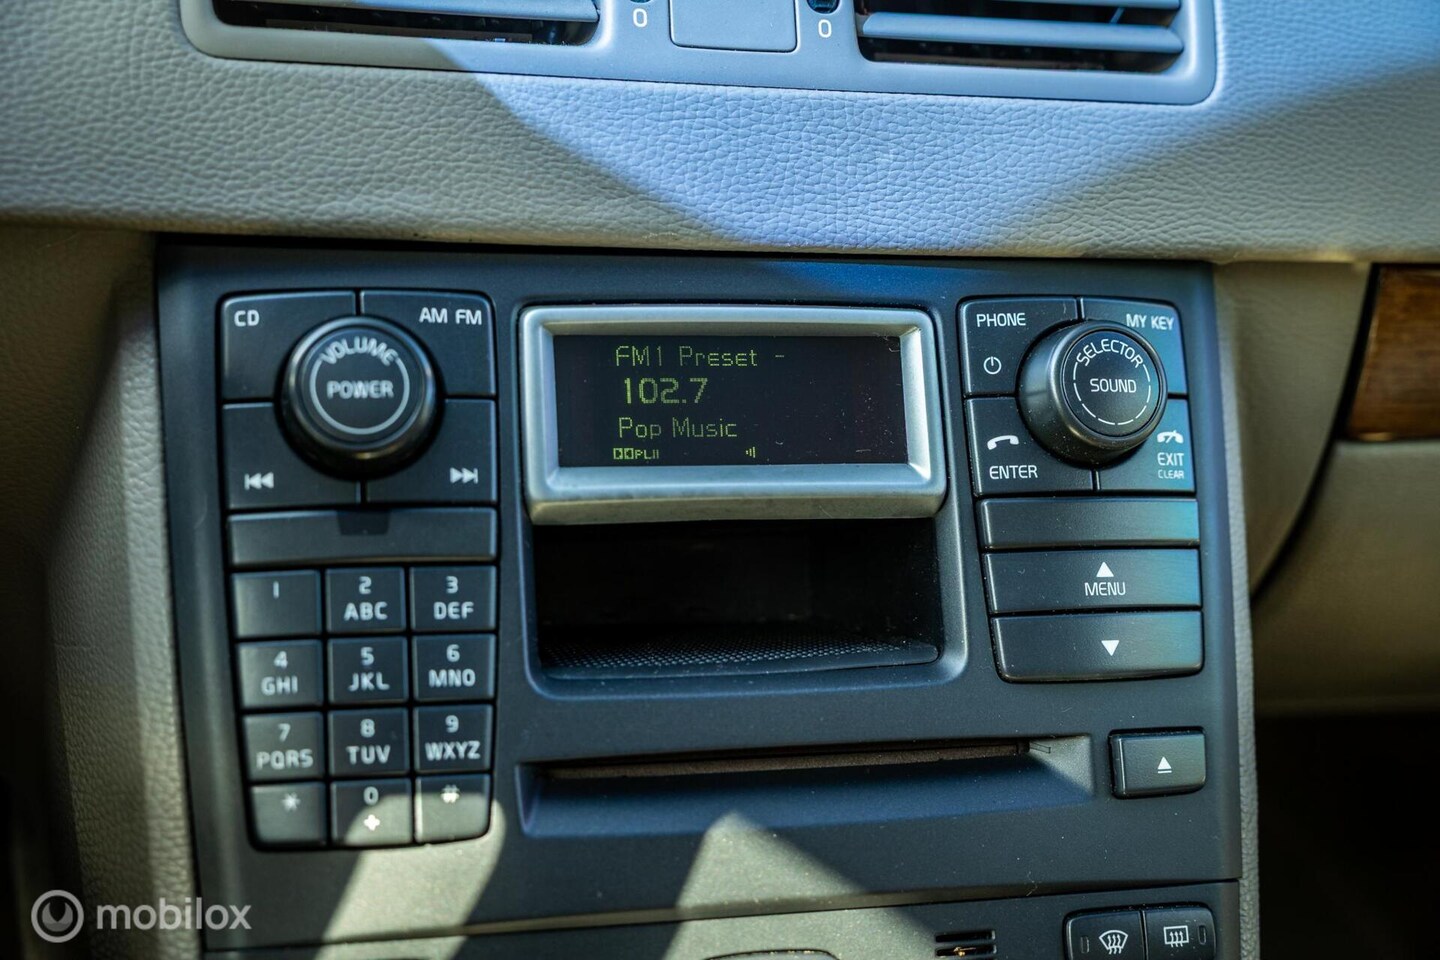 0
0
CD
AM FM
VOLUME
POWER
FM1 Preset -
102.7
Pop Music
PLII
PHONE
MY KEY
SELECTOR
SOUND
ENTER
EXIT
CLEAR
MENU
1
2
ABC
3
DEF
4
GHI
5
JKL
6
MNO
7
PQRS
8
TUV
9
WXYZ
*
0
+
#
mobilox